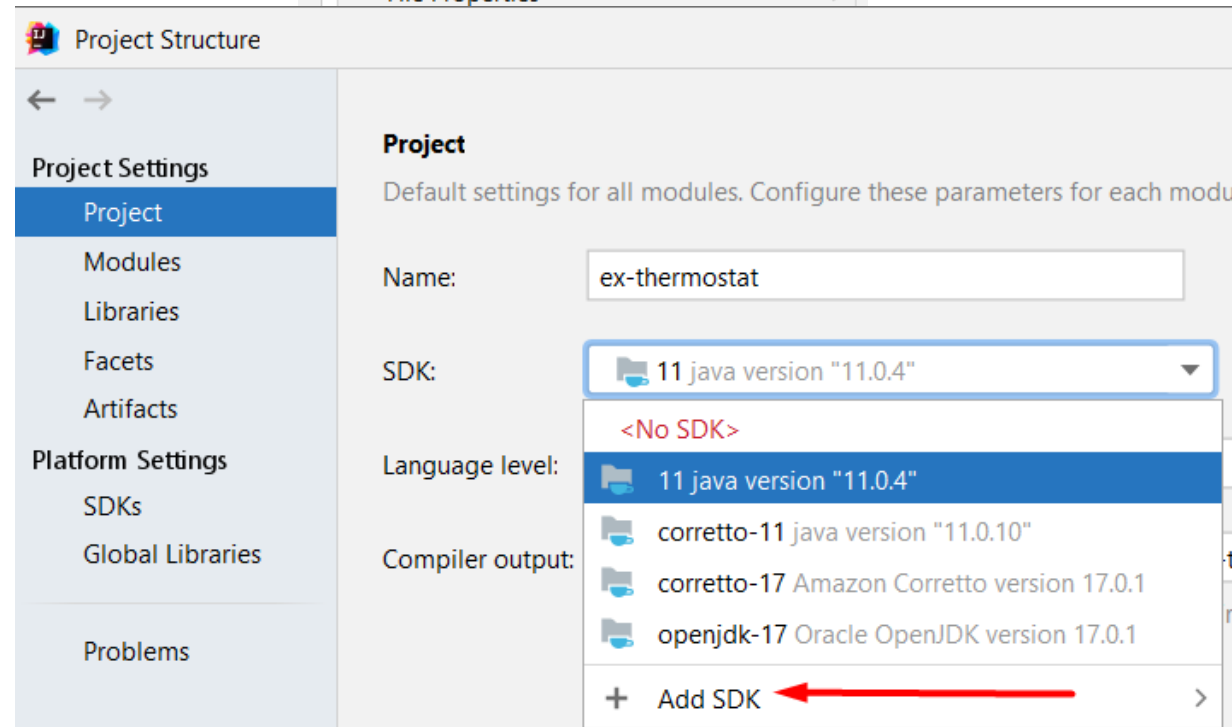 Project Structure
Project Settings
Project
Modules
Libraries
Facets
Artifacts
Platform Settings
SDKs
Global Libraries
Problems
Project
Default settings for all modules. Configure these parameters for each modu
Name: ex-thermostat
SDK: 11 java version "11.0.4"
<No SDK>
Language level:
11 java version "11.0.4"
corretto-11 java version "11.0.10"
Compiler output:
corretto-17 Amazon Corretto version 17.0.1
openjdk-17 Oracle OpenJDK version 17.0.1
+ Add SDK